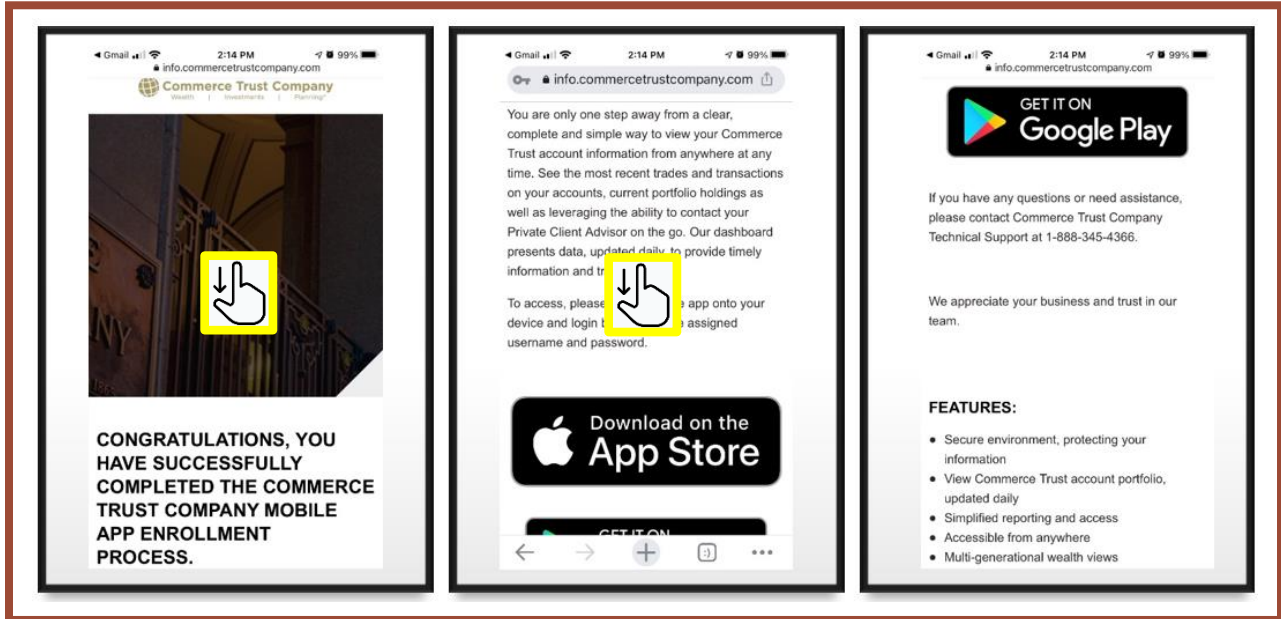 Gmail 2:14 PM 99%
info.commercetrustcompany.com
Commerce Trust Company
Wealth | Investments | Planning®
NY
CONGRATULATIONS, YOU
HAVE SUCCESSFULLY
COMPLETED THE COMMERCE
TRUST COMPANY MOBILE
APP ENROLLMENT
PROCESS.
Gmail 2:14 PM 99%
info.commercetrustcompany.com
You are only one step away from a clear,
complete and simple way to view your Commerce
Trust account information from anywhere at any
time. See the most recent trades and transactions
on your accounts, current portfolio holdings as
well as leveraging the ability to contact your
Private Client Advisor on the go. Our dashboard
presents data, updated daily, to provide timely
information and
To access, please app onto your
device and login assigned
username and password.
Download on the
App Store
GET IT ON
:)
Gmail 2:14 PM 99%
info.commercetrustcompany.com
GET IT ON
Google Play
If you have any questions or need assistance,
please contact Commerce Trust Company
Technical Support at 1-888-345-4366.
We appreciate your business and trust in our
team.
FEATURES:
• Secure environment, protecting your
information
• View Commerce Trust account portfolio,
updated daily
• Simplified reporting and access
• Accessible from anywhere
• Multi-generational wealth views